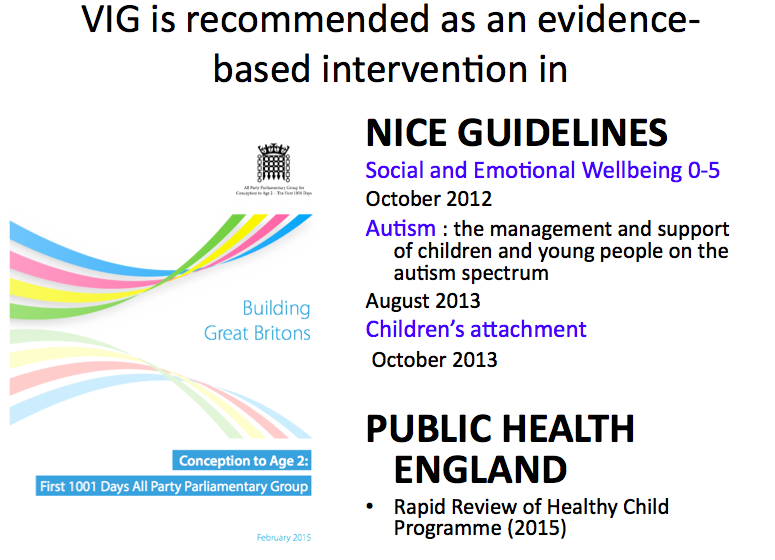 VIG is recommended as an evidence-
based intervention in
All Party Parliamentary Group for
Conception to Age 2 – The First 1001 Days
Building
Great Britons
Conception to Age 2:
First 1001 Days All Party Parliamentary Group
February 2015
NICE GUIDELINES
Social and Emotional Wellbeing 0-5
October 2012
Autism : the management and support
of children and young people on the
autism spectrum
August 2013
Children’s attachment
October 2013
PUBLIC HEALTH
ENGLAND
• Rapid Review of Healthy Child
Programme (2015)